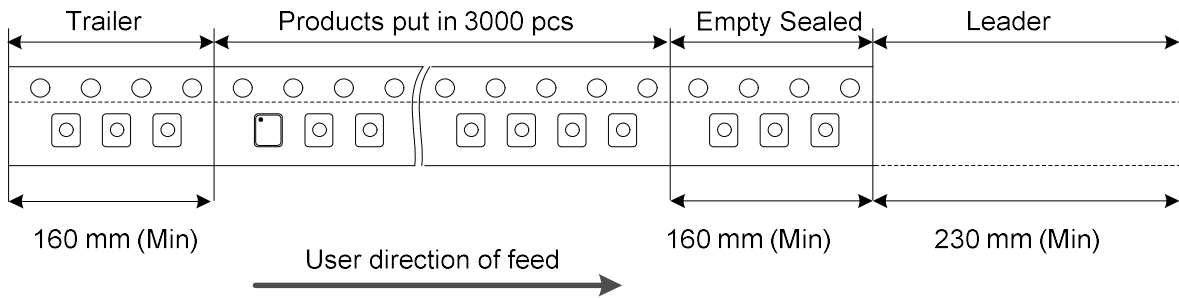 Trailer
Products put in 3000 pcs
Empty Sealed
Leader
160 mm (Min)
160 mm (Min)
230 mm (Min)
User direction of feed